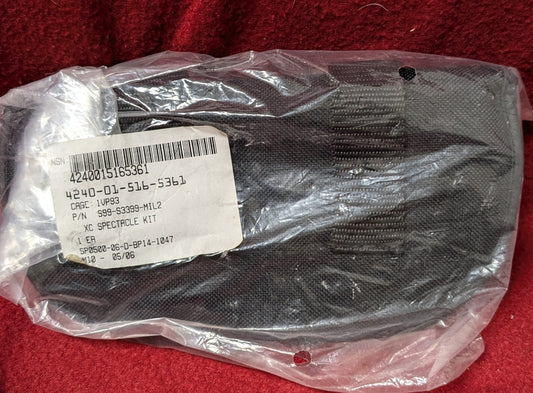 NSN
4240015165361
4240-01-516-5361
CAGE: 1VP83
P/N S99-S3399-MIL2
XC SPECTACLE KIT
1 EA
SP0500-06-D-BP14-1047
M10 - 05/06